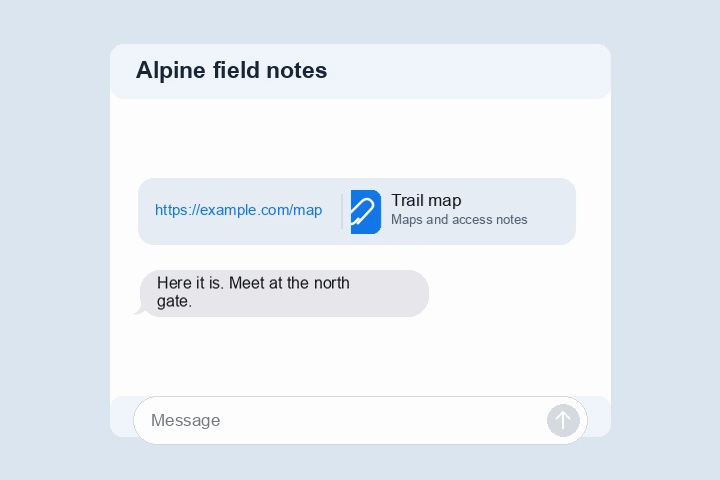 Alpine field notes
https://example.com/map
Trail map
Maps and access notes
Here it is. Meet at the north
gate.
Message